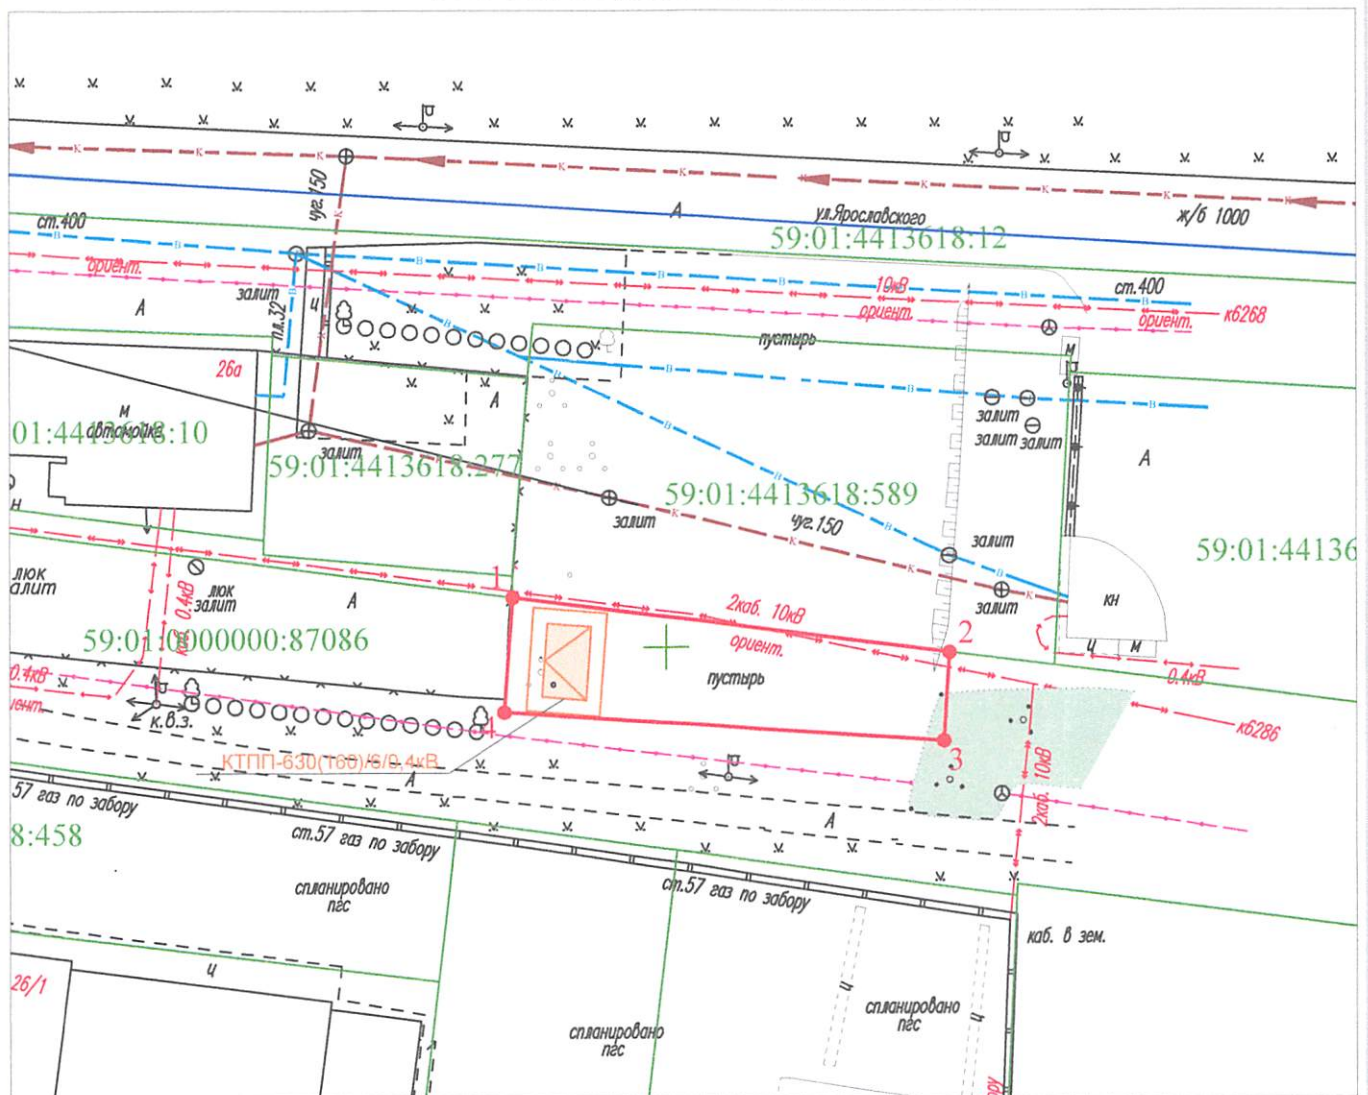 чуг.150
А
ул.Ярославского
ж/б 1000
59:01:4413618:12
ст.400
ориент.
10кВ
ст.400
залит
ориент.
ориент.
к6268
А
пл.32
Ц
пустырь
М
26а
А
М
автомойка
01:4413618:10
залит
59:01:4413618:277
залит
залит
залит
А
59:01:4413618:589
залит
чуг.150
Н
залит
59:01:44136
люк
алит
люк
залит
А
каб. 0.4кВ
1
2каб. 10кВ
ориент.
залит
КН
2
59:01:0000000:87086
Ц
М
0.4кВ
пустырь
0.4кВ
к.в.з.
4
3
к6286
КТПП-630(160)/6/0,4кВ
А
2каб. 10кВ
А
57 газ по забору
ст.57 газ по забору
8:458
ст.57 газ по забору
спланировано
пгс
каб. в зем.
Ц
26/1
Ц
спланировано
пгс
Ц
спланировано
пгс